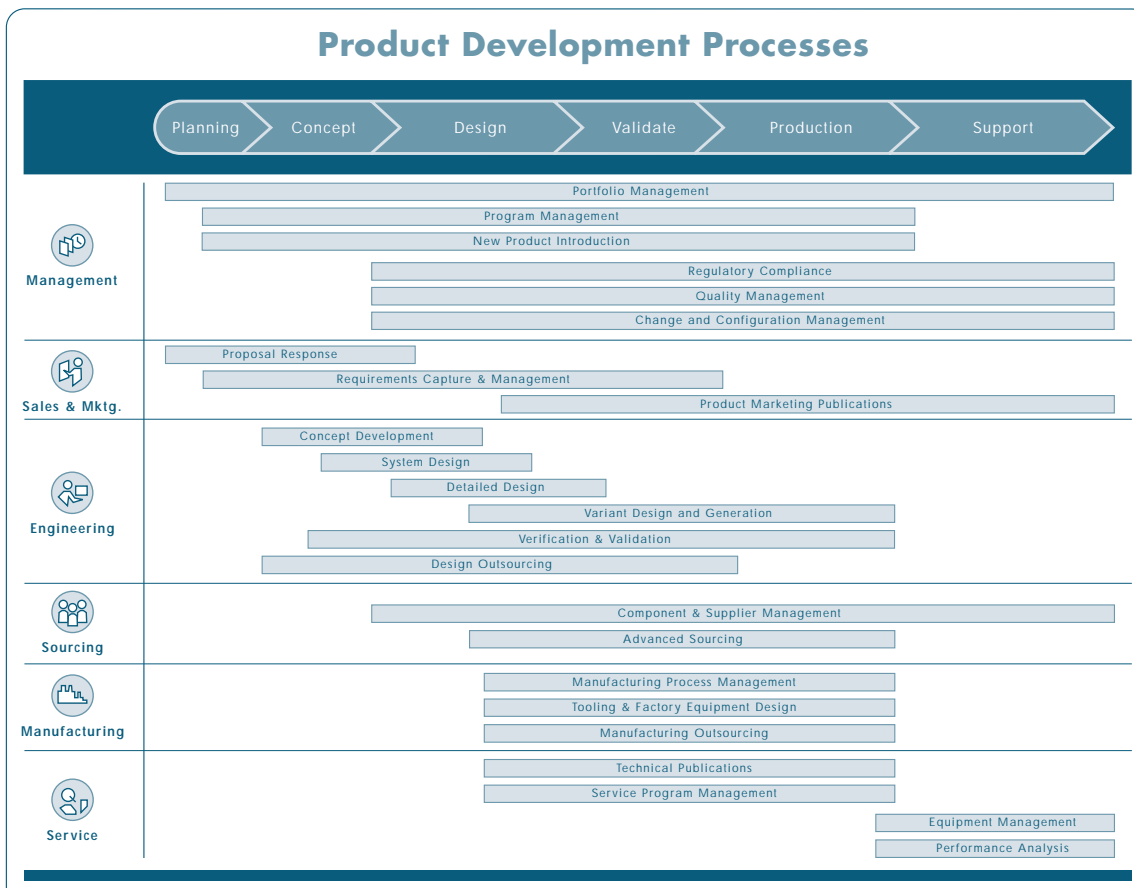 Product Development Processes
Planning
Concept
Design
Validate
Production
Support
Management
Portfolio Management
Program Management
New Product Introduction
Regulatory Compliance
Quality Management
Change and Configuration Management
Sales & Mktg.
Proposal Response
Requirements Capture & Management
Product Marketing Publications
Engineering
Concept Development
System Design
Detailed Design
Variant Design and Generation
Verification & Validation
Design Outsourcing
Sourcing
Component & Supplier Management
Advanced Sourcing
Manufacturing
Manufacturing Process Management
Tooling & Factory Equipment Design
Manufacturing Outsourcing
Service
Technical Publications
Service Program Management
Equipment Management
Performance Analysis